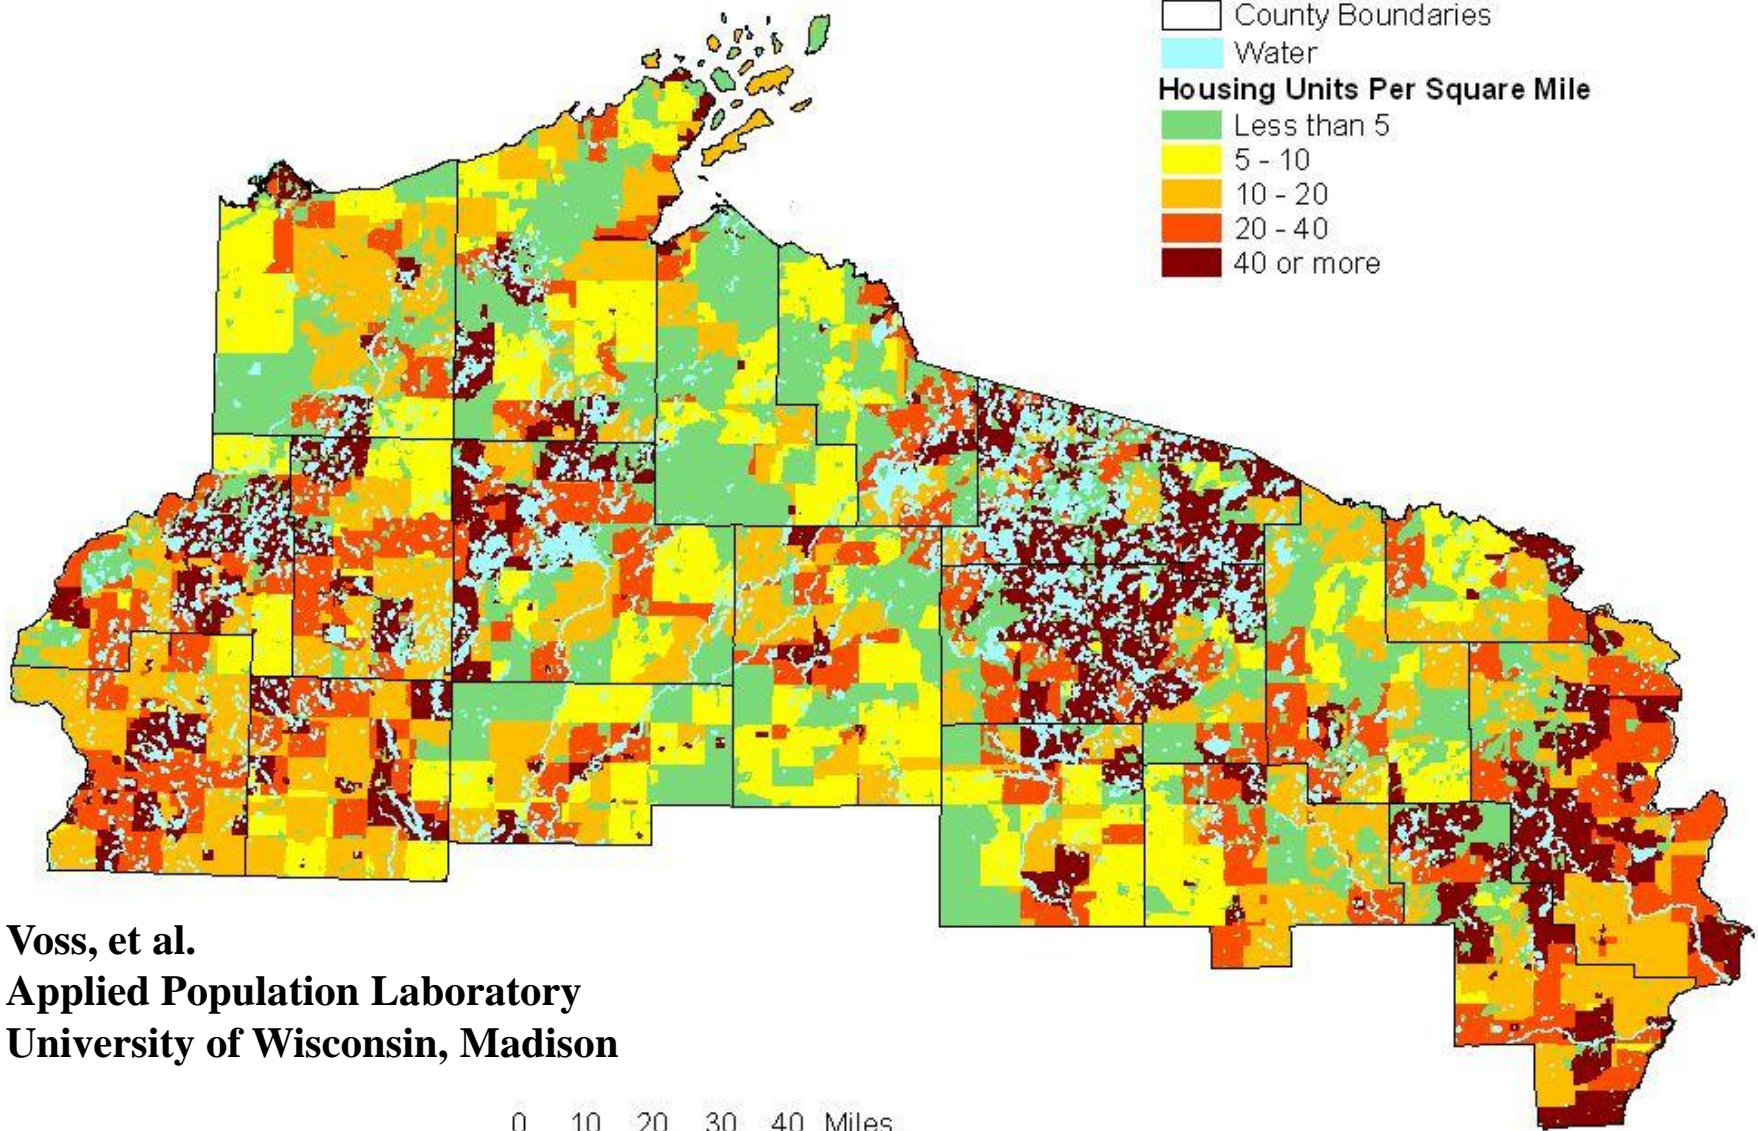 County Boundaries
Water
Housing Units Per Square Mile
Less than 5
5 - 10
10 - 20
20 - 40
40 or more
Voss, et al.
Applied Population Laboratory
University of Wisconsin, Madison
0 10 20 30 40 Miles